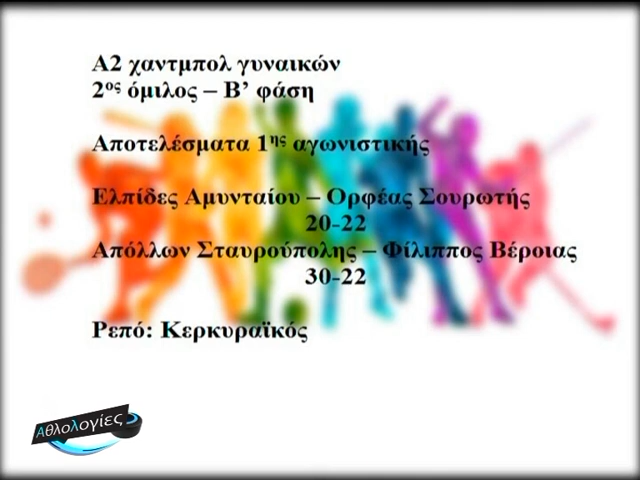 Α2 χαντμπολ γυναικών
2ος όμιλος – Β’ φάση
Αποτελέσματα 1ης αγωνιστικής
Ελπίδες Αμυνταίου – Ορφέας Σουρωτής
20-22
Απόλλων Σταυρούπολης – Φίλιππος Βέροιας
30-22
Ρεπό: Κερκυραϊκός
Αθλολογίες